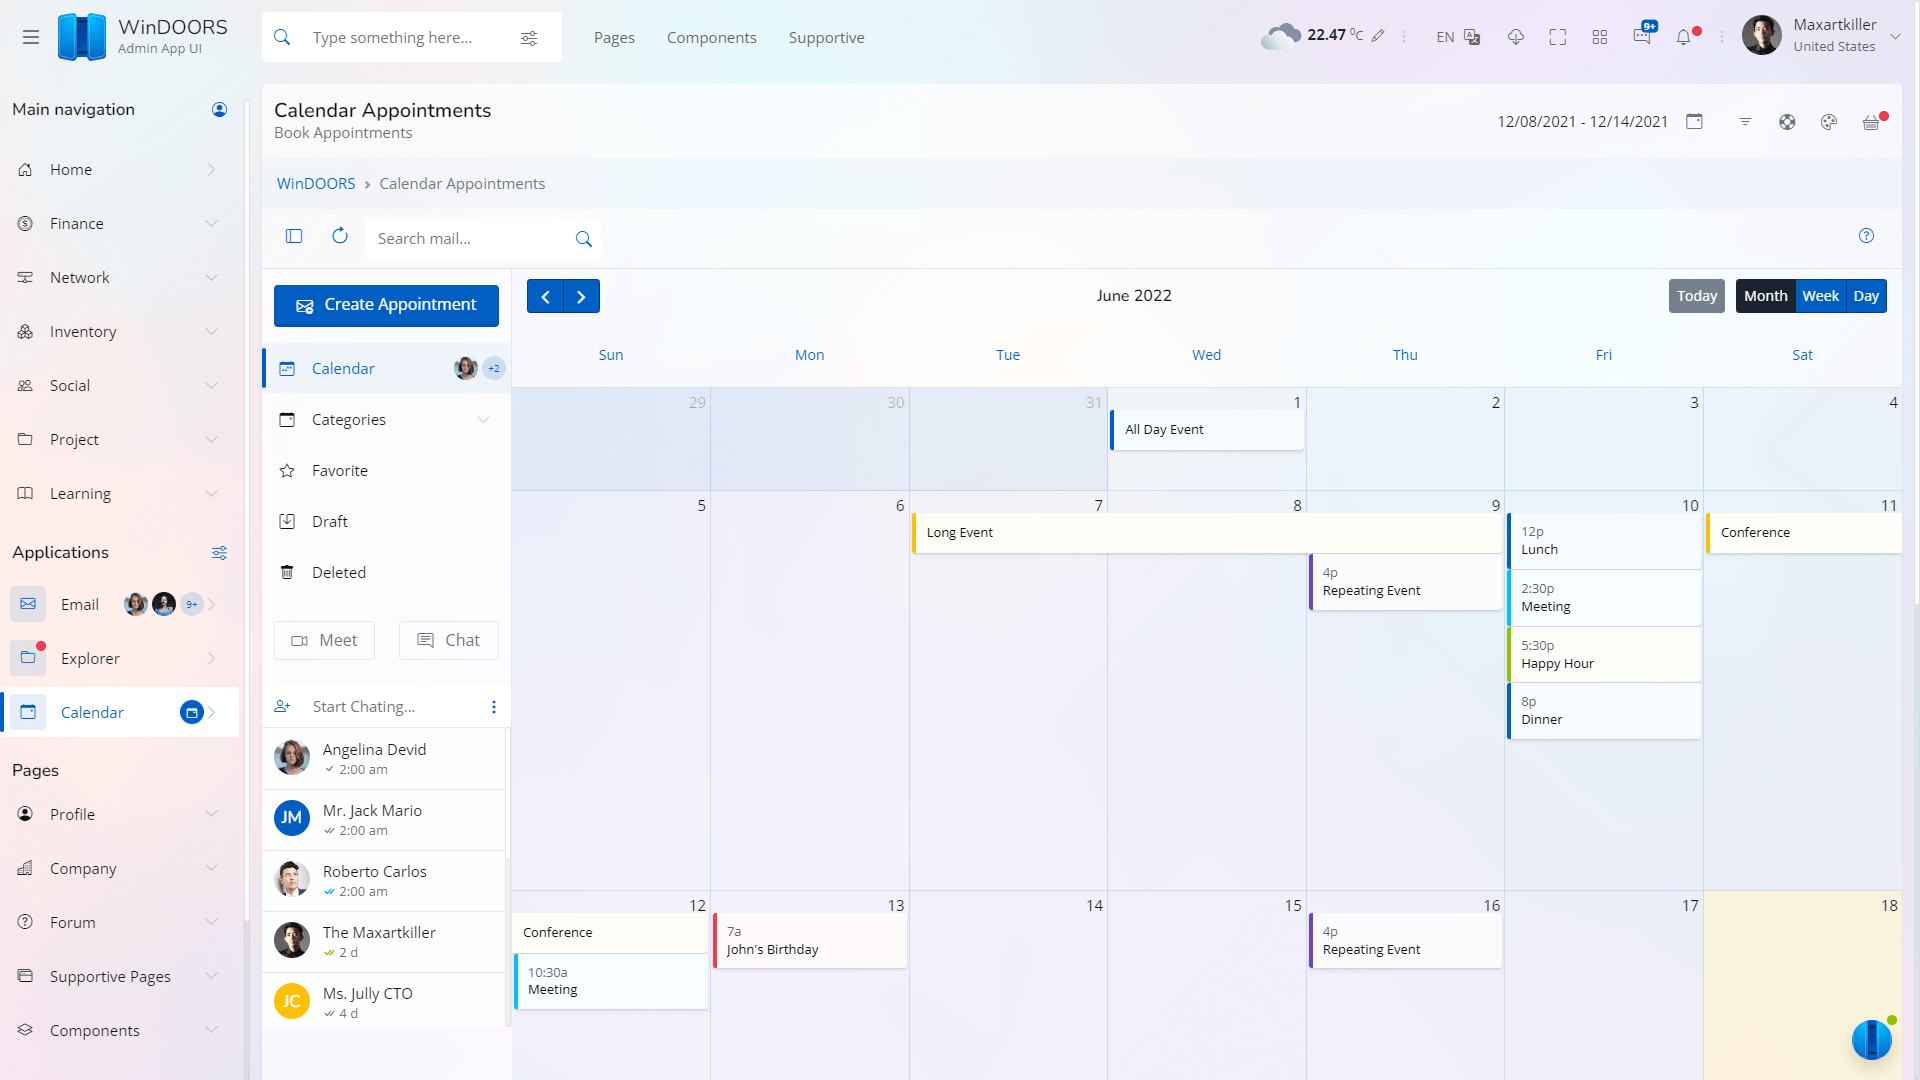 WinDOORS
Admin App UI
Type something here...
Pages
Components
Supportive
22.47 °C
EN
9+
Maxartkiller
United States
Main navigation
Home
Finance
Network
Inventory
Social
Project
Learning
Applications
Email
9+
Explorer
Calendar
Pages
Profile
Company
Forum
Supportive Pages
Components
Calendar Appointments
Book Appointments
12/08/2021 - 12/14/2021
WinDOORS › Calendar Appointments
Search mail...
Create Appointment
Calendar
+2
Categories
Favorite
Draft
Deleted
Meet
Chat
Start Chating...
Angelina Devid
2:00 am
JM
Mr. Jack Mario
2:00 am
Roberto Carlos
2:00 am
The Maxartkiller
2 d
JC
Ms. Jully CTO
4 d
June 2022
Today
Month
Week
Day
Sun
Mon
Tue
Wed
Thu
Fri
Sat
29
30
31
1
2
3
4
All Day Event
5
6
7
8
9
10
11
Long Event
4p
Repeating Event
12p
Lunch
2:30p
Meeting
5:30p
Happy Hour
8p
Dinner
Conference
12
13
14
15
16
17
18
Conference
10:30a
Meeting
7a
John's Birthday
4p
Repeating Event